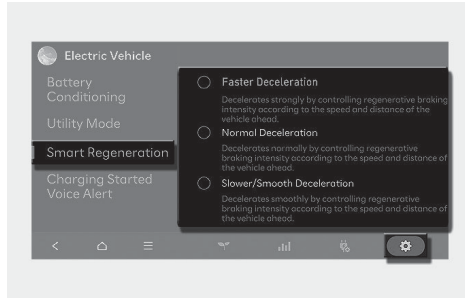 Electric Vehicle
Battery
Conditioning
Utility Mode
Smart Regeneration
Charging Started
Voice Alert
Faster Deceleration
Decelerates strongly by controlling regenerative braking
intensity according to the speed and distance of the
vehicle ahead.
Normal Deceleration
Decelerates normally by controlling regenerative
braking intensity according to the speed and distance of
the vehicle ahead.
Slower/Smooth Deceleration
Decelerates smoothly by controlling regenerative
braking intensity according to the speed and distance of
the vehicle ahead.